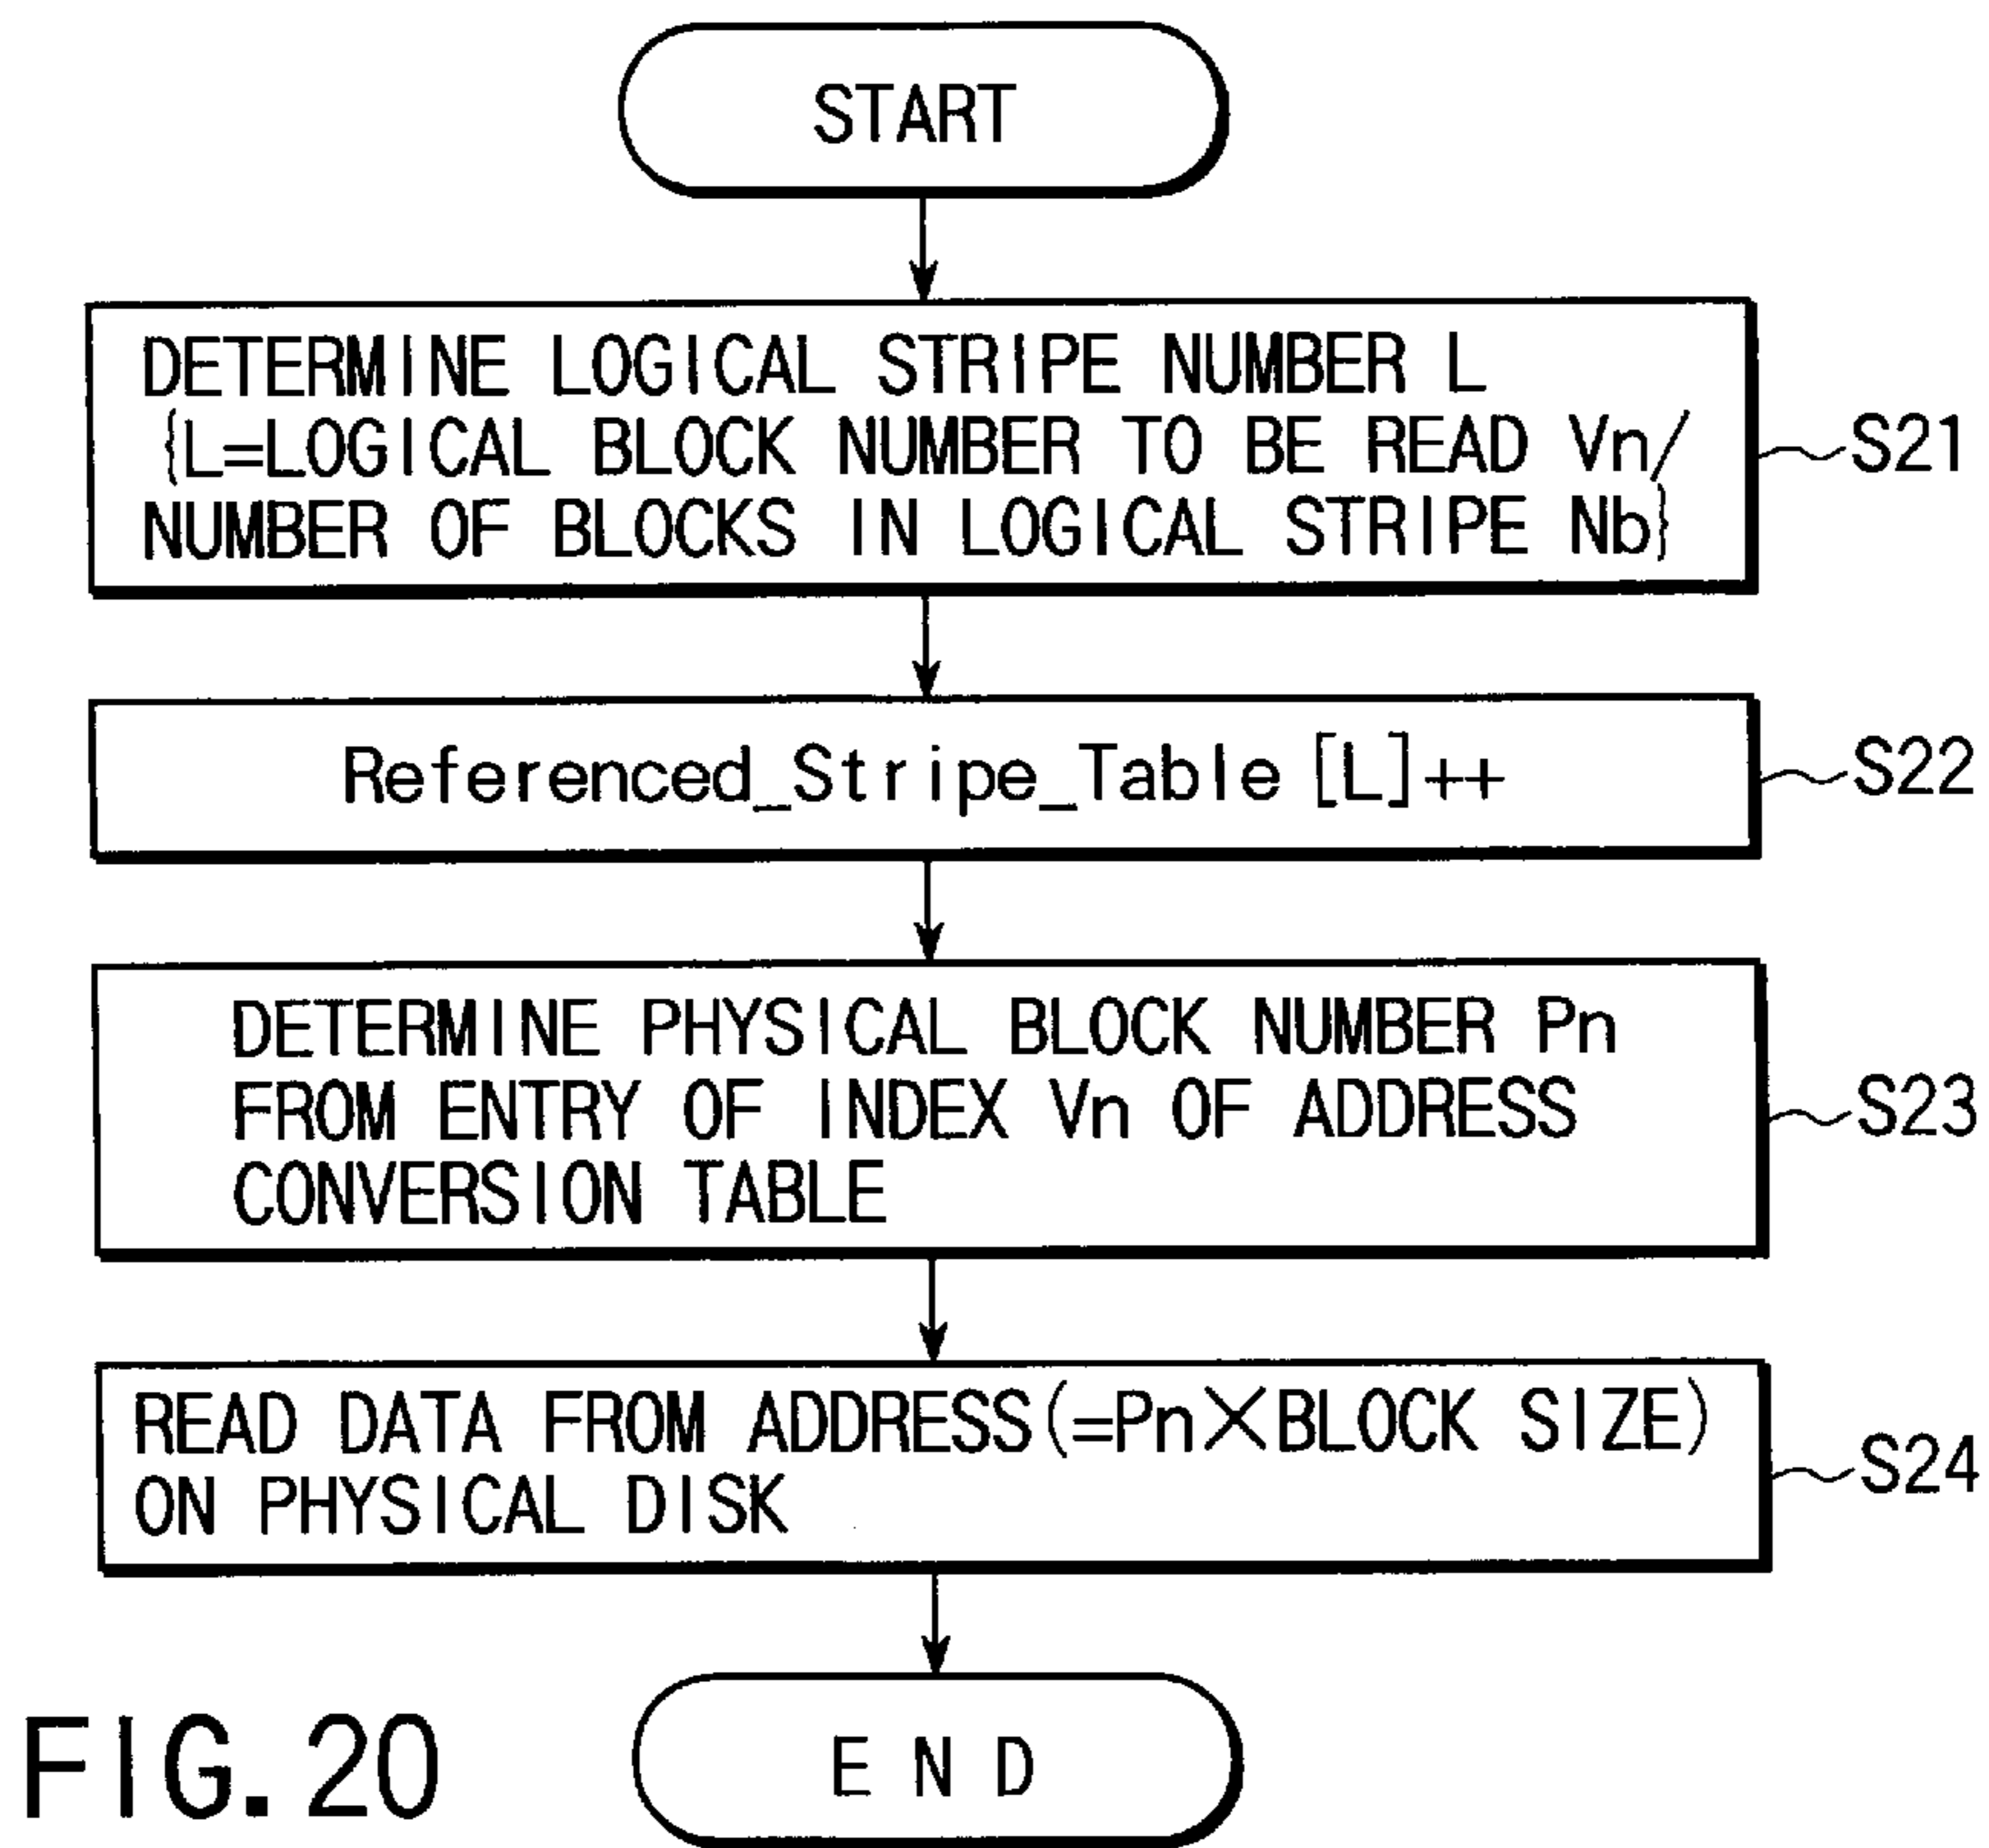 START
DETERMINE LOGICAL STRIPE NUMBER L
{L=LOGICAL BLOCK NUMBER TO BE READ Vn/
NUMBER OF BLOCKS IN LOGICAL STRIPE Nb}
S21
Referenced_Stripe_Table [L]++
S22
DETERMINE PHYSICAL BLOCK NUMBER Pn
FROM ENTRY OF INDEX Vn OF ADDRESS
CONVERSION TABLE
S23
READ DATA FROM ADDRESS(=Pn×BLOCK SIZE)
ON PHYSICAL DISK
S24
END
FIG. 20